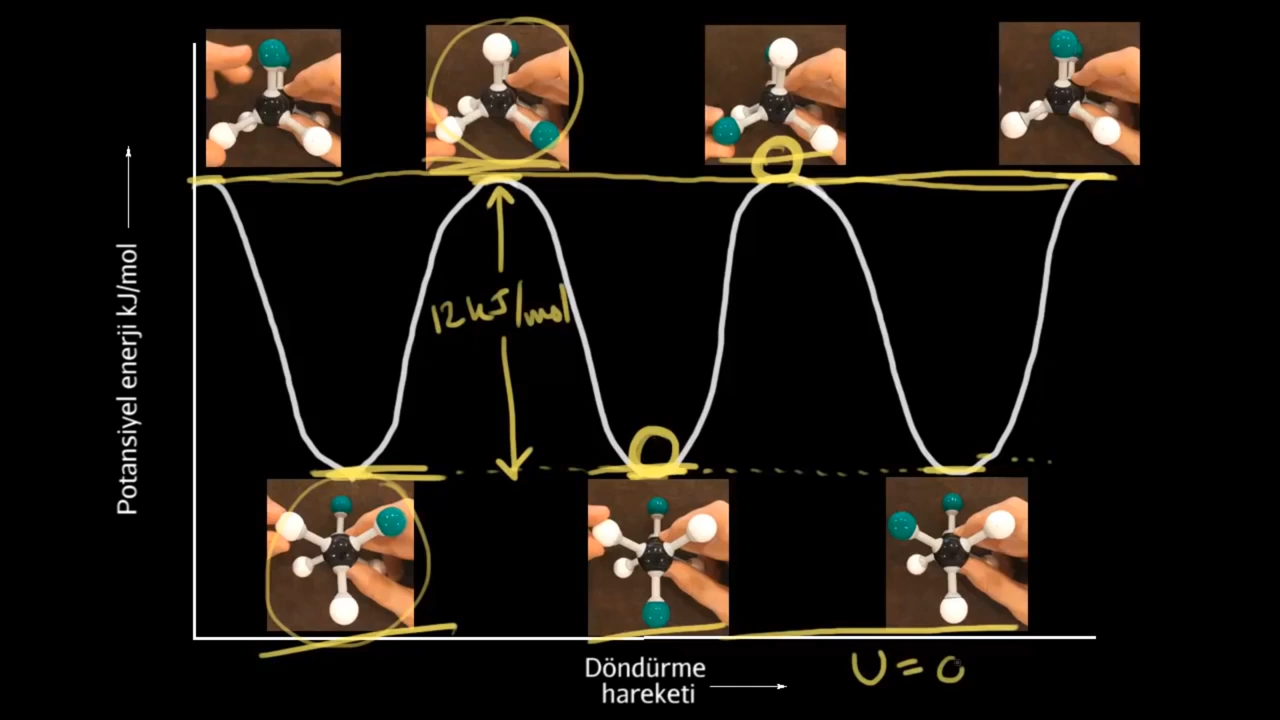 Potansiyel enerji kJ/mol
12 kJ/mol
Döndürme
hareketi
U = 0